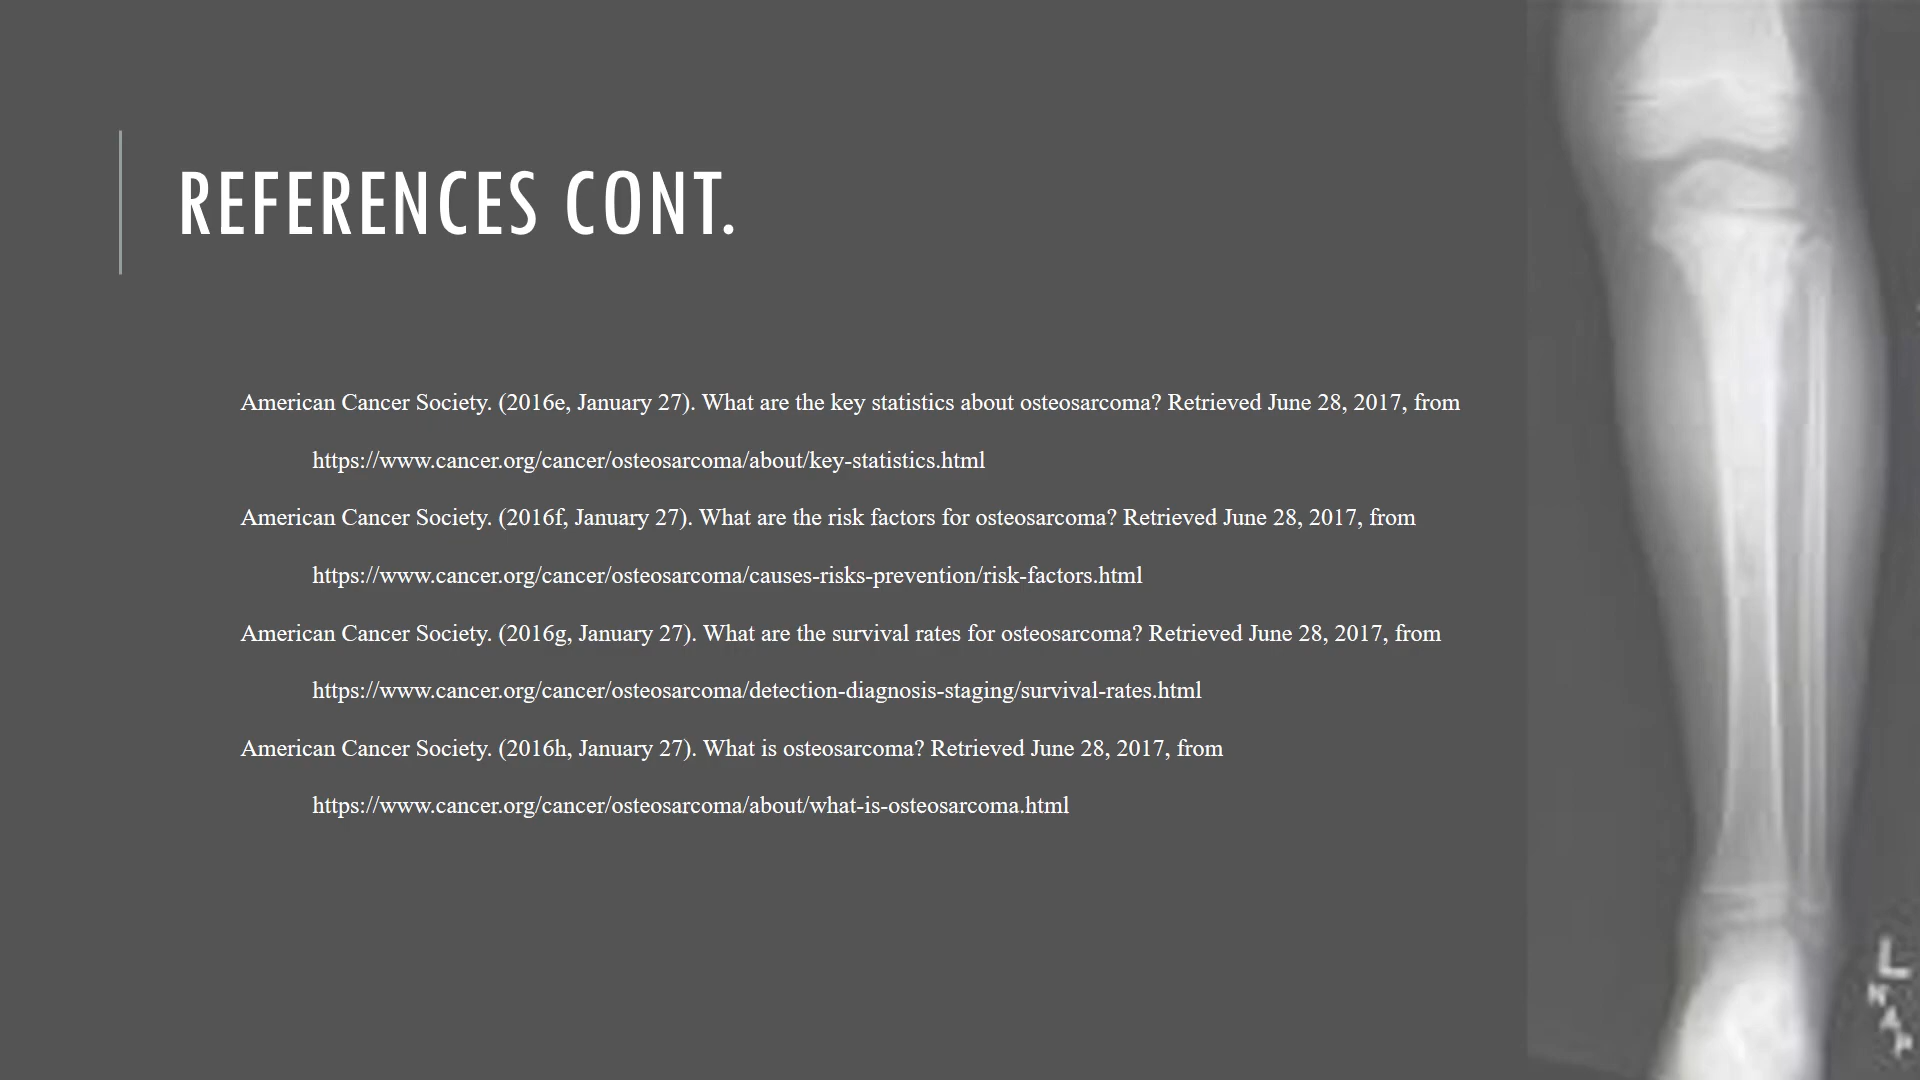 REFERENCES CONT.
American Cancer Society. (2016e, January 27). What are the key statistics about osteosarcoma? Retrieved June 28, 2017, from
https://www.cancer.org/cancer/osteosarcoma/about/key-statistics.html
American Cancer Society. (2016f, January 27). What are the risk factors for osteosarcoma? Retrieved June 28, 2017, from
https://www.cancer.org/cancer/osteosarcoma/causes-risks-prevention/risk-factors.html
American Cancer Society. (2016g, January 27). What are the survival rates for osteosarcoma? Retrieved June 28, 2017, from
https://www.cancer.org/cancer/osteosarcoma/detection-diagnosis-staging/survival-rates.html
American Cancer Society. (2016h, January 27). What is osteosarcoma? Retrieved June 28, 2017, from
https://www.cancer.org/cancer/osteosarcoma/about/what-is-osteosarcoma.html
L